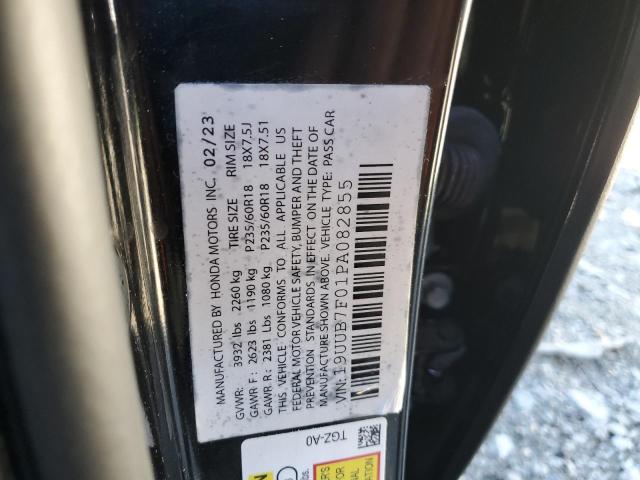 MANUFACTURED BY HONDA MOTORS INC. 02/23
TIRE SIZE RIM SIZE
GVWR: 3932 lbs 2260 kg
GAWR F: 2623 lbs 1190 kg P235/60R18 18X7.5J
GAWR R: 2381 Lbs 1080 kg. P235/60R18 18X7.51
THIS VEHICLE CONFORMS TO ALL APPLICABLE US
FEDERAL MOTOR VEHICLE SAFETY, BUMPER AND THEFT
PREVENTION STANDARDS. IN EFFECT ON THE DATE OF
MANUFACTURE SHOWN ABOVE. VEHICLE TYPE: PASS CAR
VIN:19UUB7F01PA082855
TGZ-A0